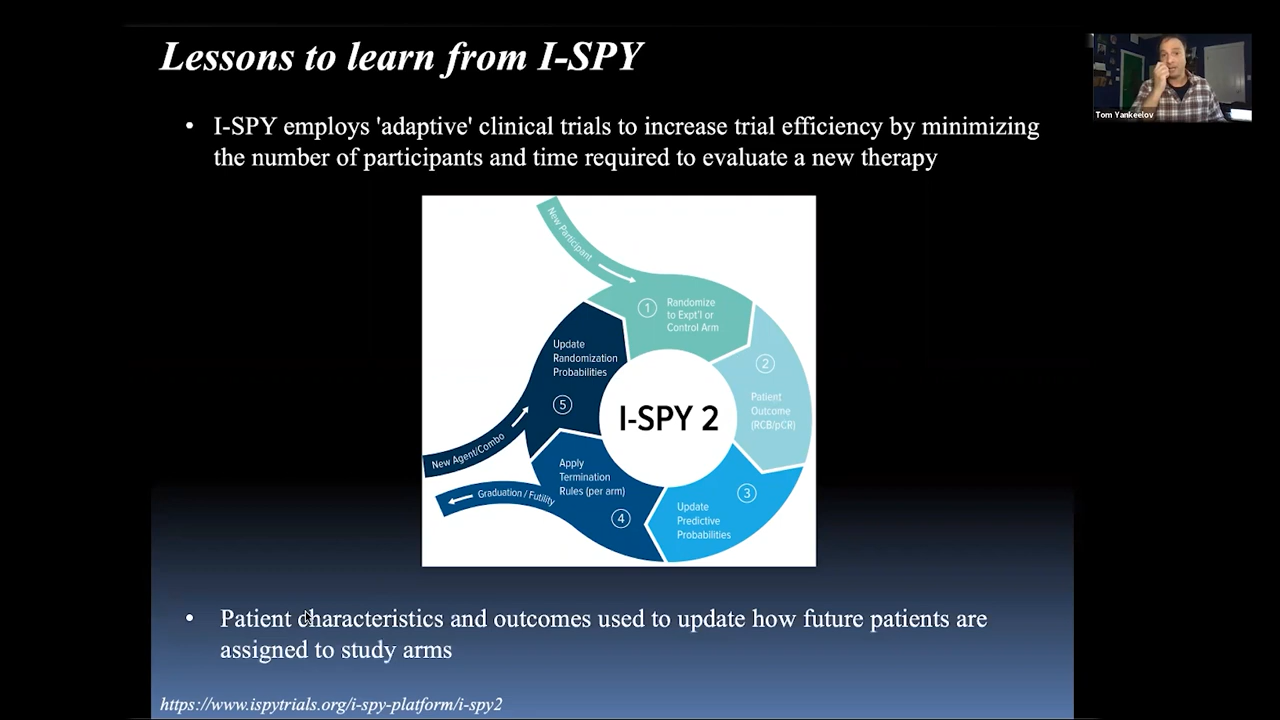 Lessons to learn from I-SPY
Tom Yankeelov
• I-SPY employs 'adaptive' clinical trials to increase trial efficiency by minimizing
the number of participants and time required to evaluate a new therapy
New Participant
1
Randomize
to Expt'l or
Control Arm
2
Patient
Outcome
(RCB/pCR)
3
Update
Predictive
Probabilities
Apply
Termination
Rules (per arm)
4
Graduation / Futility
New Agent/Combo
Update
Randomization
Probabilities
5
I-SPY 2
• Patient characteristics and outcomes used to update how future patients are
assigned to study arms
https://www.ispytrials.org/i-spy-platform/i-spy2